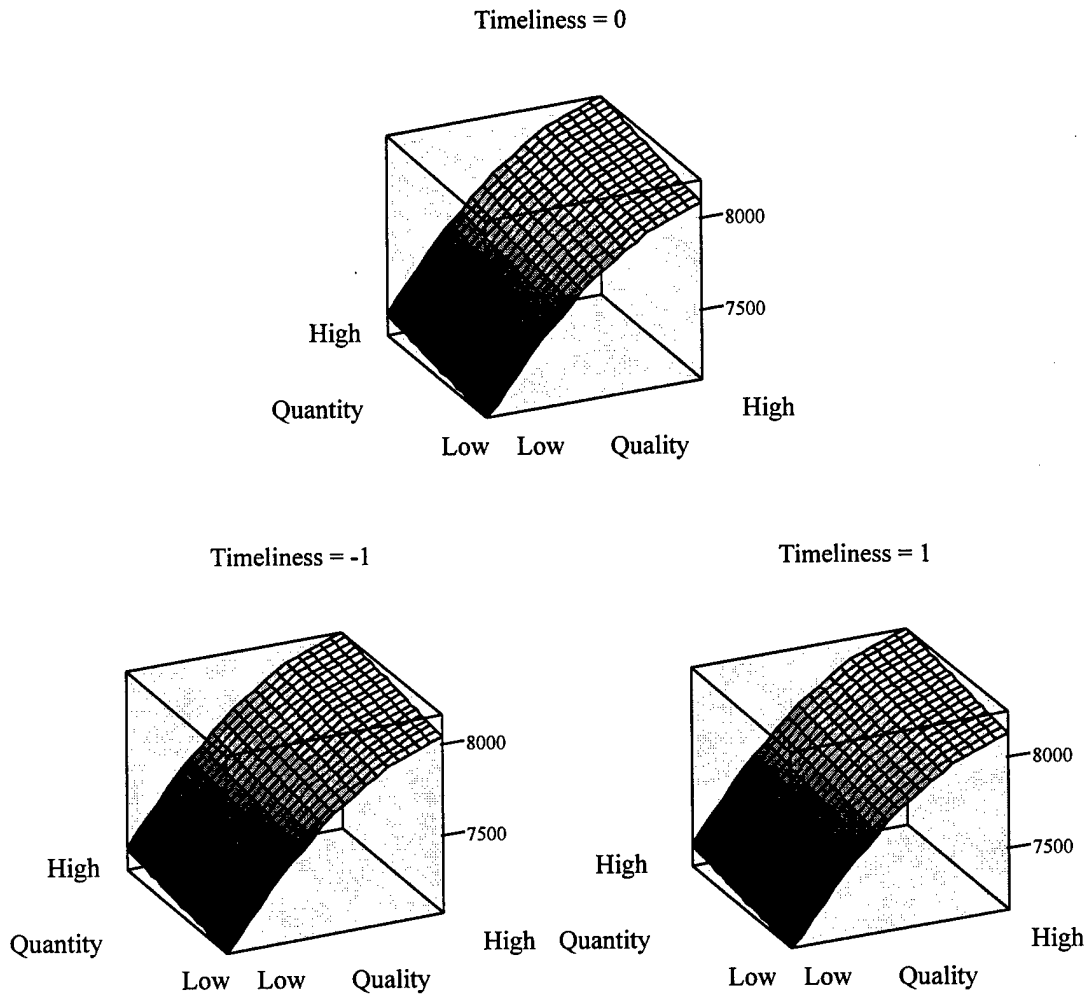 Timeliness = 0
8000
7500
High
Quantity
High
Low Low Quality
Timeliness = -1
8000
7500
High
Quantity
High
Low Low Quality
Timeliness = 1
8000
7500
High
Quantity
High
Low Low Quality